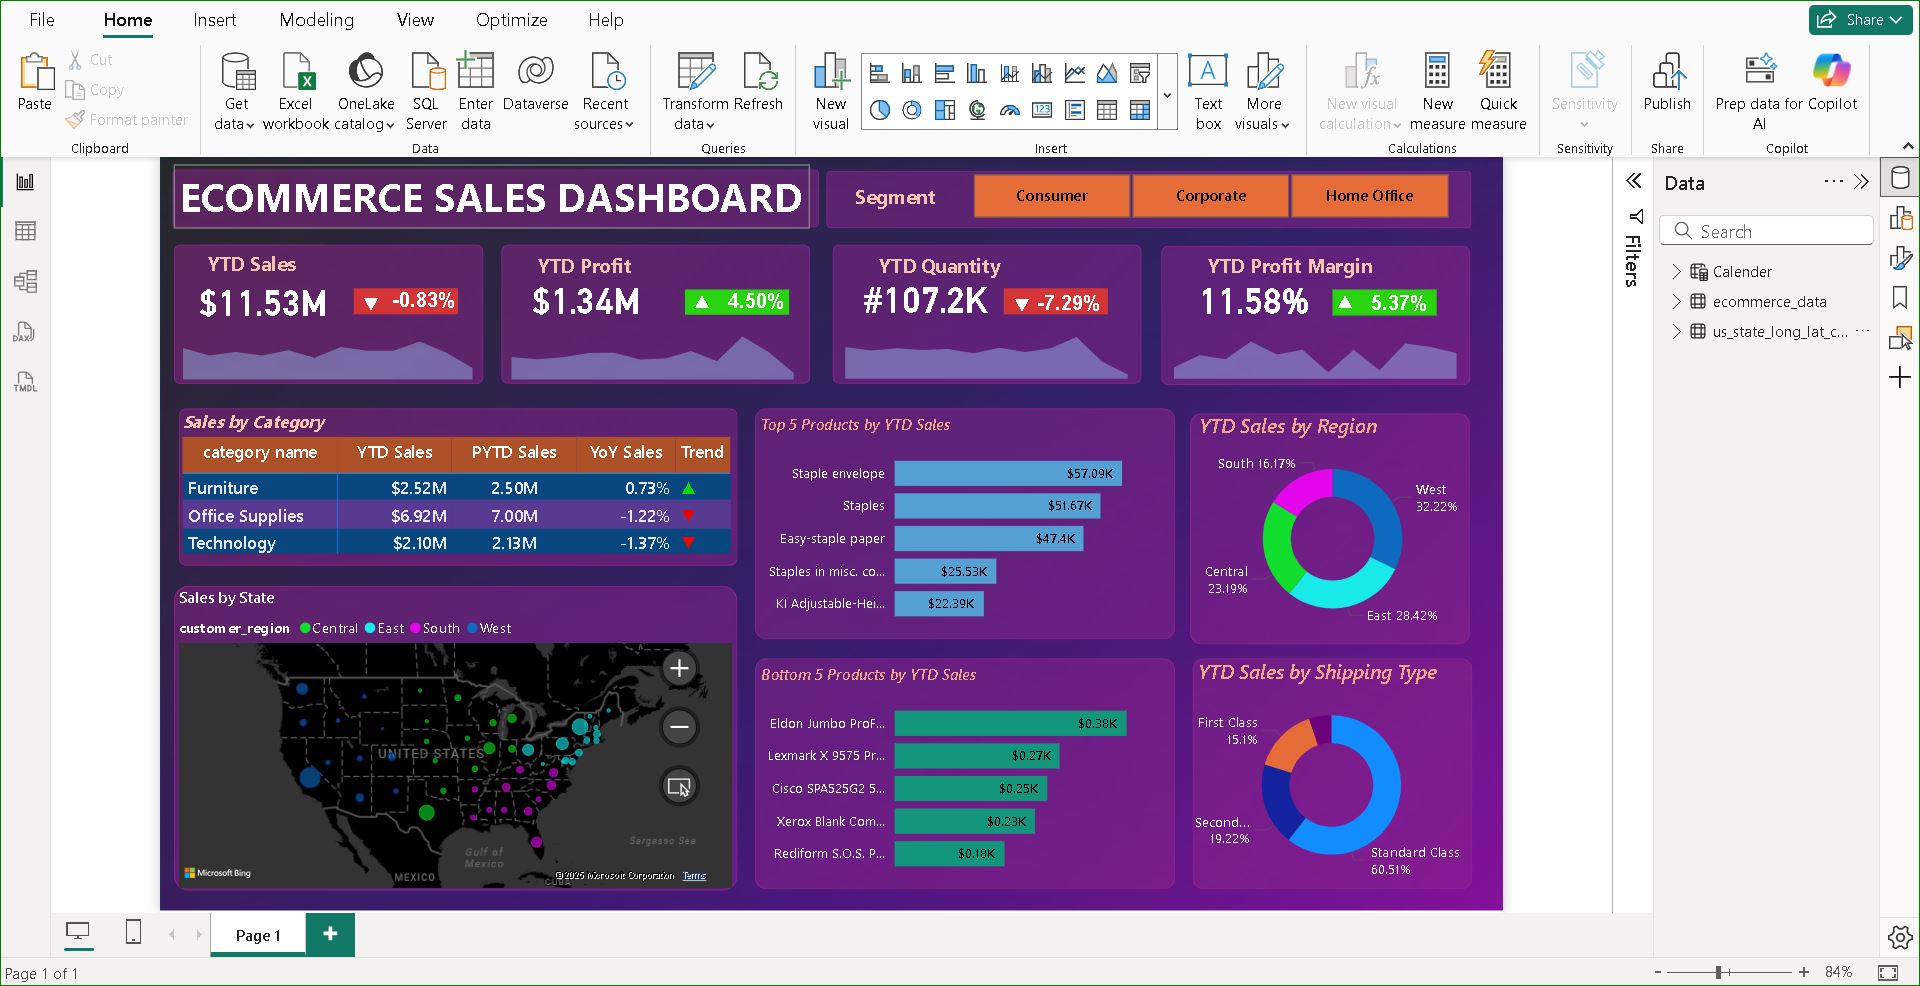 File Home Insert Modeling View Optimize Help
Share
Paste
Cut
Copy
Format painter
Clipboard
Get data
Excel workbook
OneLake catalog
SQL Server
Enter data
Dataverse
Recent sources
Data
Transform data
Refresh
Queries
New visual
123
Text box
More visuals
Insert
New visual calculation
New measure
Quick measure
Calculations
Sensitivity
Sensitivity
Publish
Share
Prep data for AI
Copilot
Copilot
DAX
TMDL
ECOMMERCE SALES DASHBOARD
Segment
Consumer
Corporate
Home Office
YTD Sales
$11.53M
▼ -0.83%
YTD Profit
$1.34M
▲ 4.50%
YTD Quantity
#107.2K
▼ -7.29%
YTD Profit Margin
11.58%
▲ 5.37%
Sales by Category
category name YTD Sales PYTD Sales YoY Sales Trend
Furniture $2.52M 2.50M 0.73% ▲
Office Supplies $6.92M 7.00M -1.22% ▼
Technology $2.10M 2.13M -1.37% ▼
Top 5 Products by YTD Sales
Staple envelope $57.09K
Staples $51.67K
Easy-staple paper $47.4K
Staples in misc. co... $25.53K
KI Adjustable-Hei... $22.39K
YTD Sales by Region
South 16.17%
West
32.22%
Central
23.19%
East 28.42%
Sales by State
customer_region Central East South West
UNITED STATES
Gulf of
Mexico
Sargasso Sea
MEXICO
CUBA
Microsoft Bing
©2025 Microsoft Corporation Terms
Bottom 5 Products by YTD Sales
Eldon Jumbo ProF... $0.38K
Lexmark X 9575 Pr... $0.27K
Cisco SPA525G2 5... $0.25K
Xerox Blank Com... $0.23K
Rediform S.O.S. P... $0.18K
YTD Sales by Shipping Type
First Class
15.1%
Second...
19.22%
Standard Class
60.51%
Filters
Data
Search
Calender
ecommerce_data
us_state_long_lat_c...
Page 1
Page 1 of 1
84%